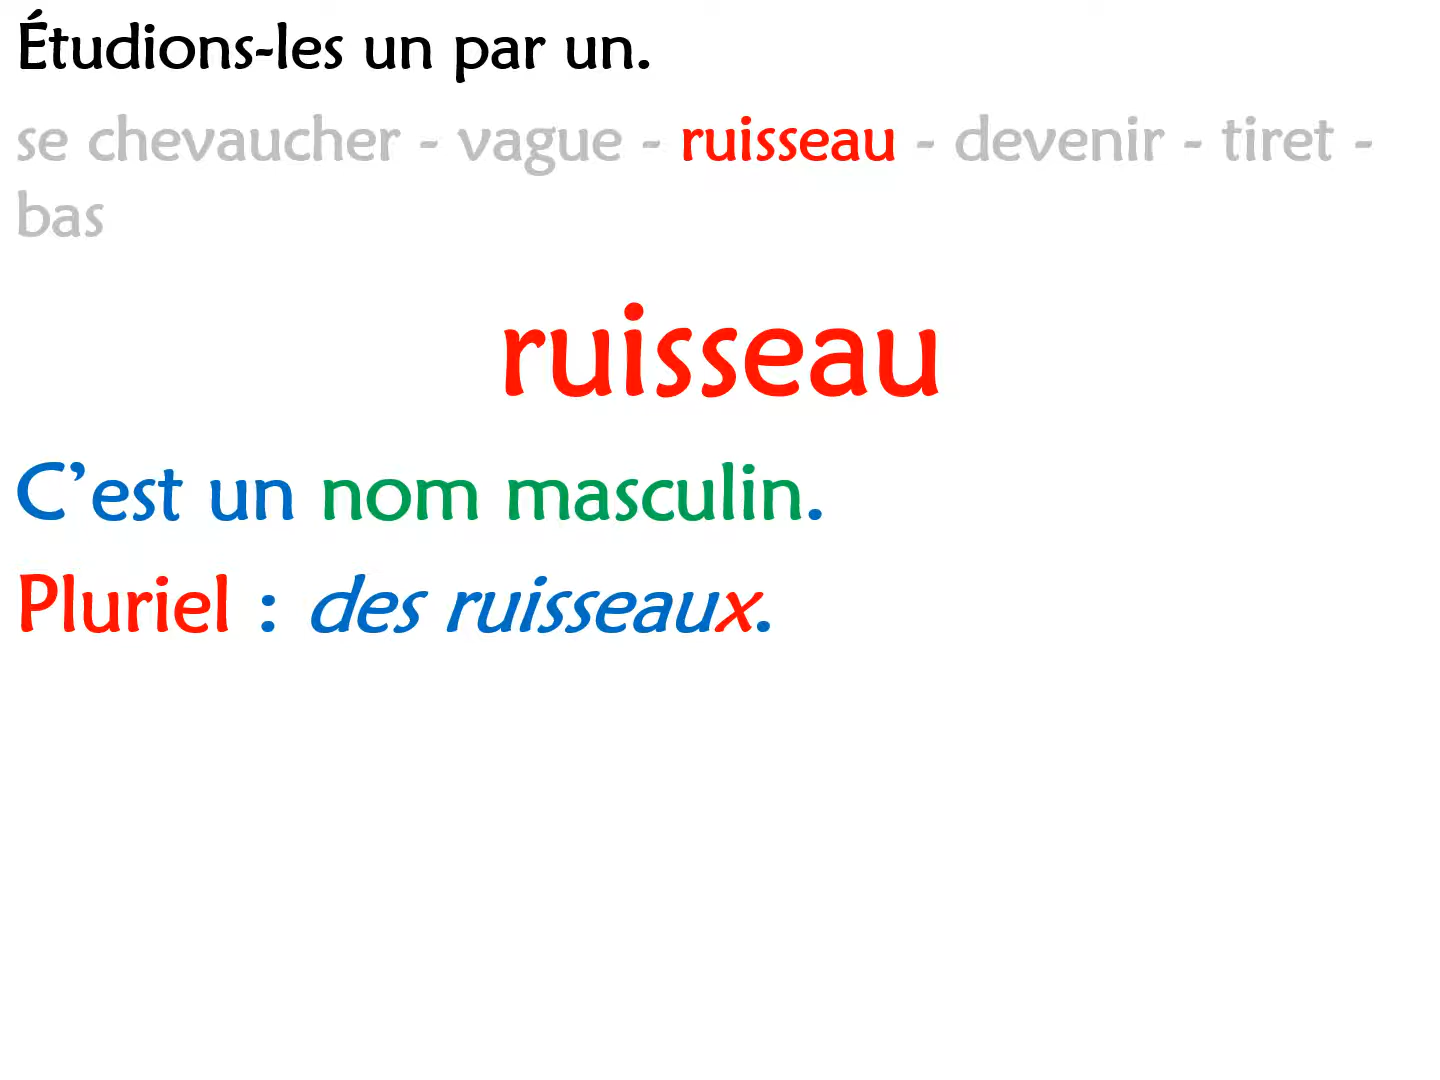 Étudions-les un par un.
se chevaucher - vague - ruisseau - devenir - tiret -
bas
ruisseau
C’est un nom masculin.
Pluriel : des ruisseaux.